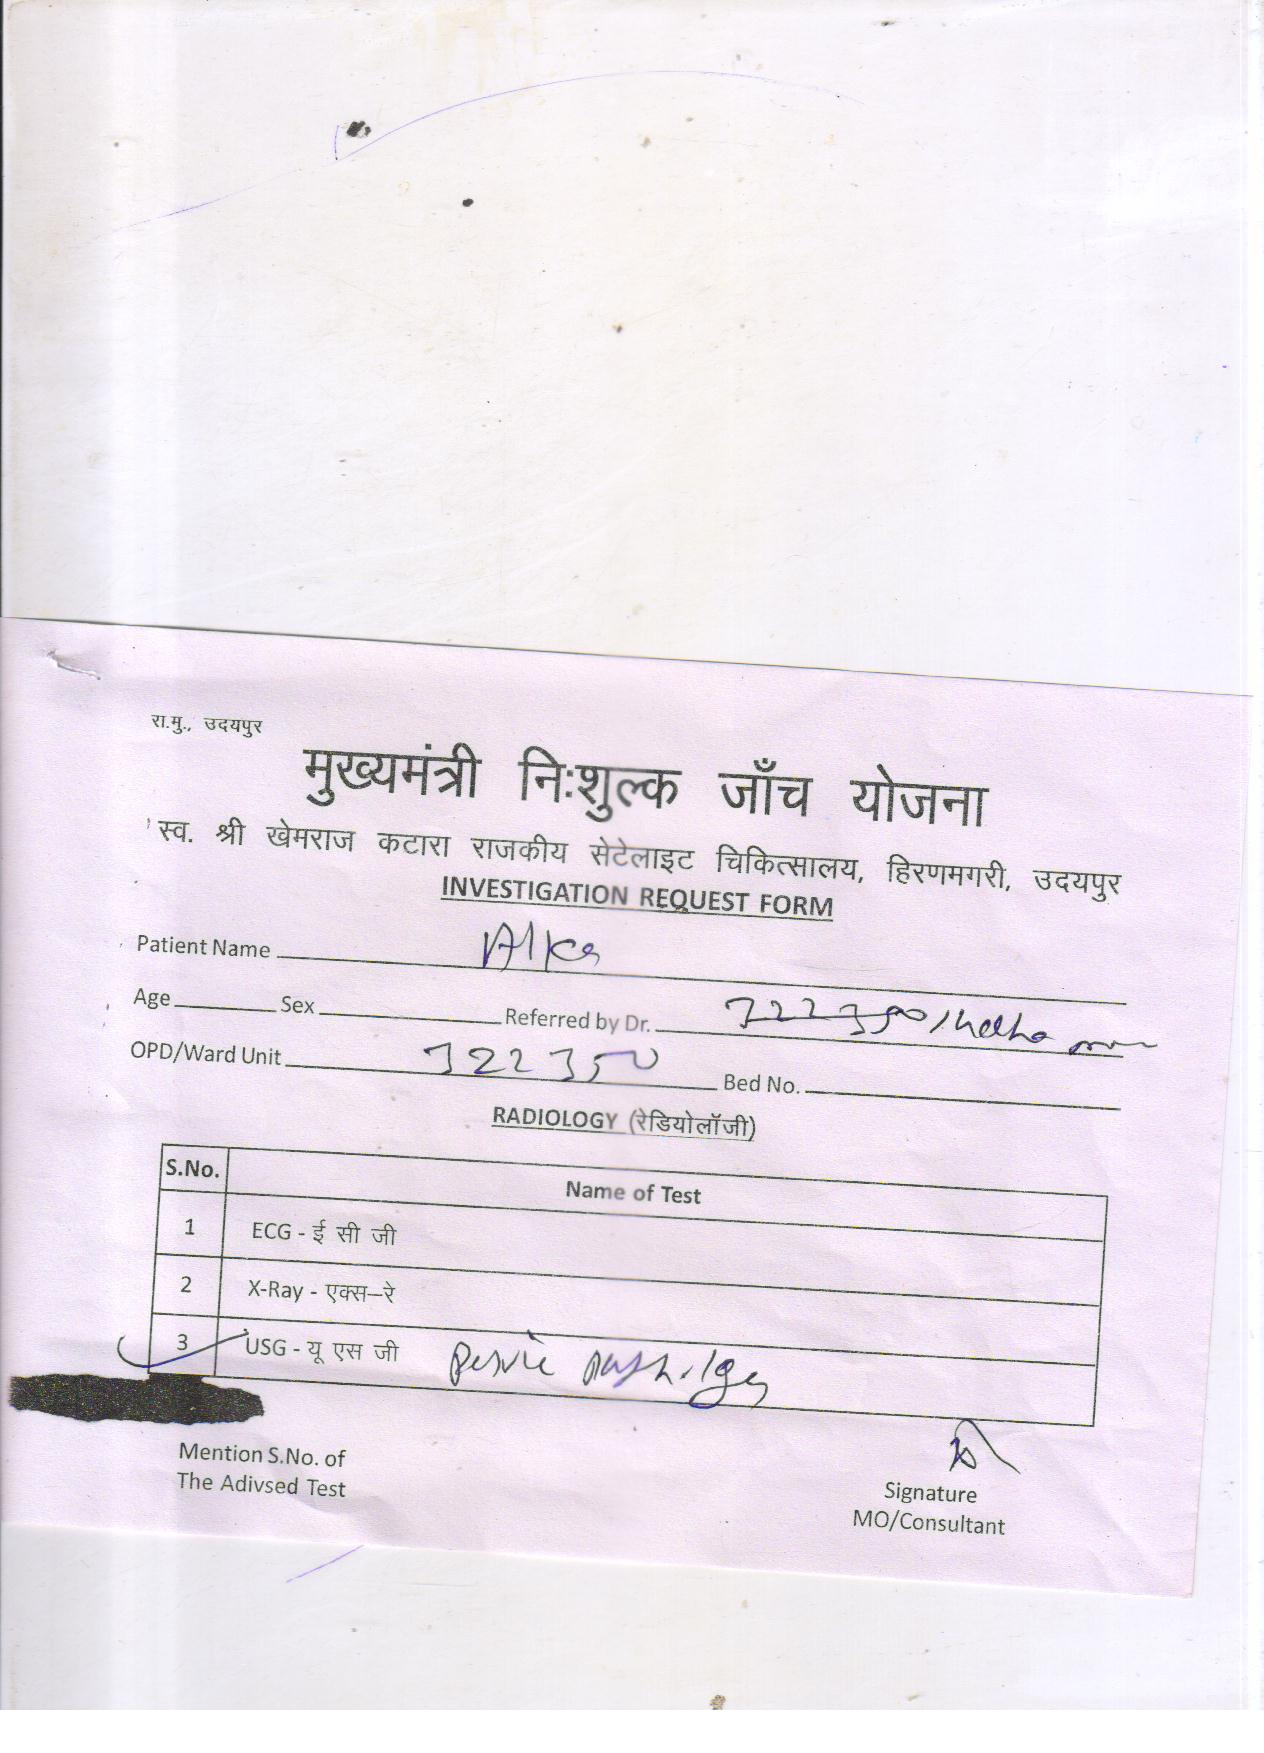 रा.मु., उदयपुर
मुख्यमंत्री निःशुल्क जाँच योजना
स्व. श्री खेमराज कटारा राजकीय सेटेलाइट चिकित्सालय, हिरणमगरी, उदयपुर
INVESTIGATION REQUEST FORM
Patient Name Alka
Age Sex Referred by Dr.
OPD/Ward Unit 722350 Bed No.
RADIOLOGY (रेडियोलॉजी)
S.No. Name of Test
1 ECG - ई सी जी
2 X-Ray - एक्स–रे
3 USG - यू एस जी
Mention S.No. of
The Adivsed Test
Signature
MO/Consultant